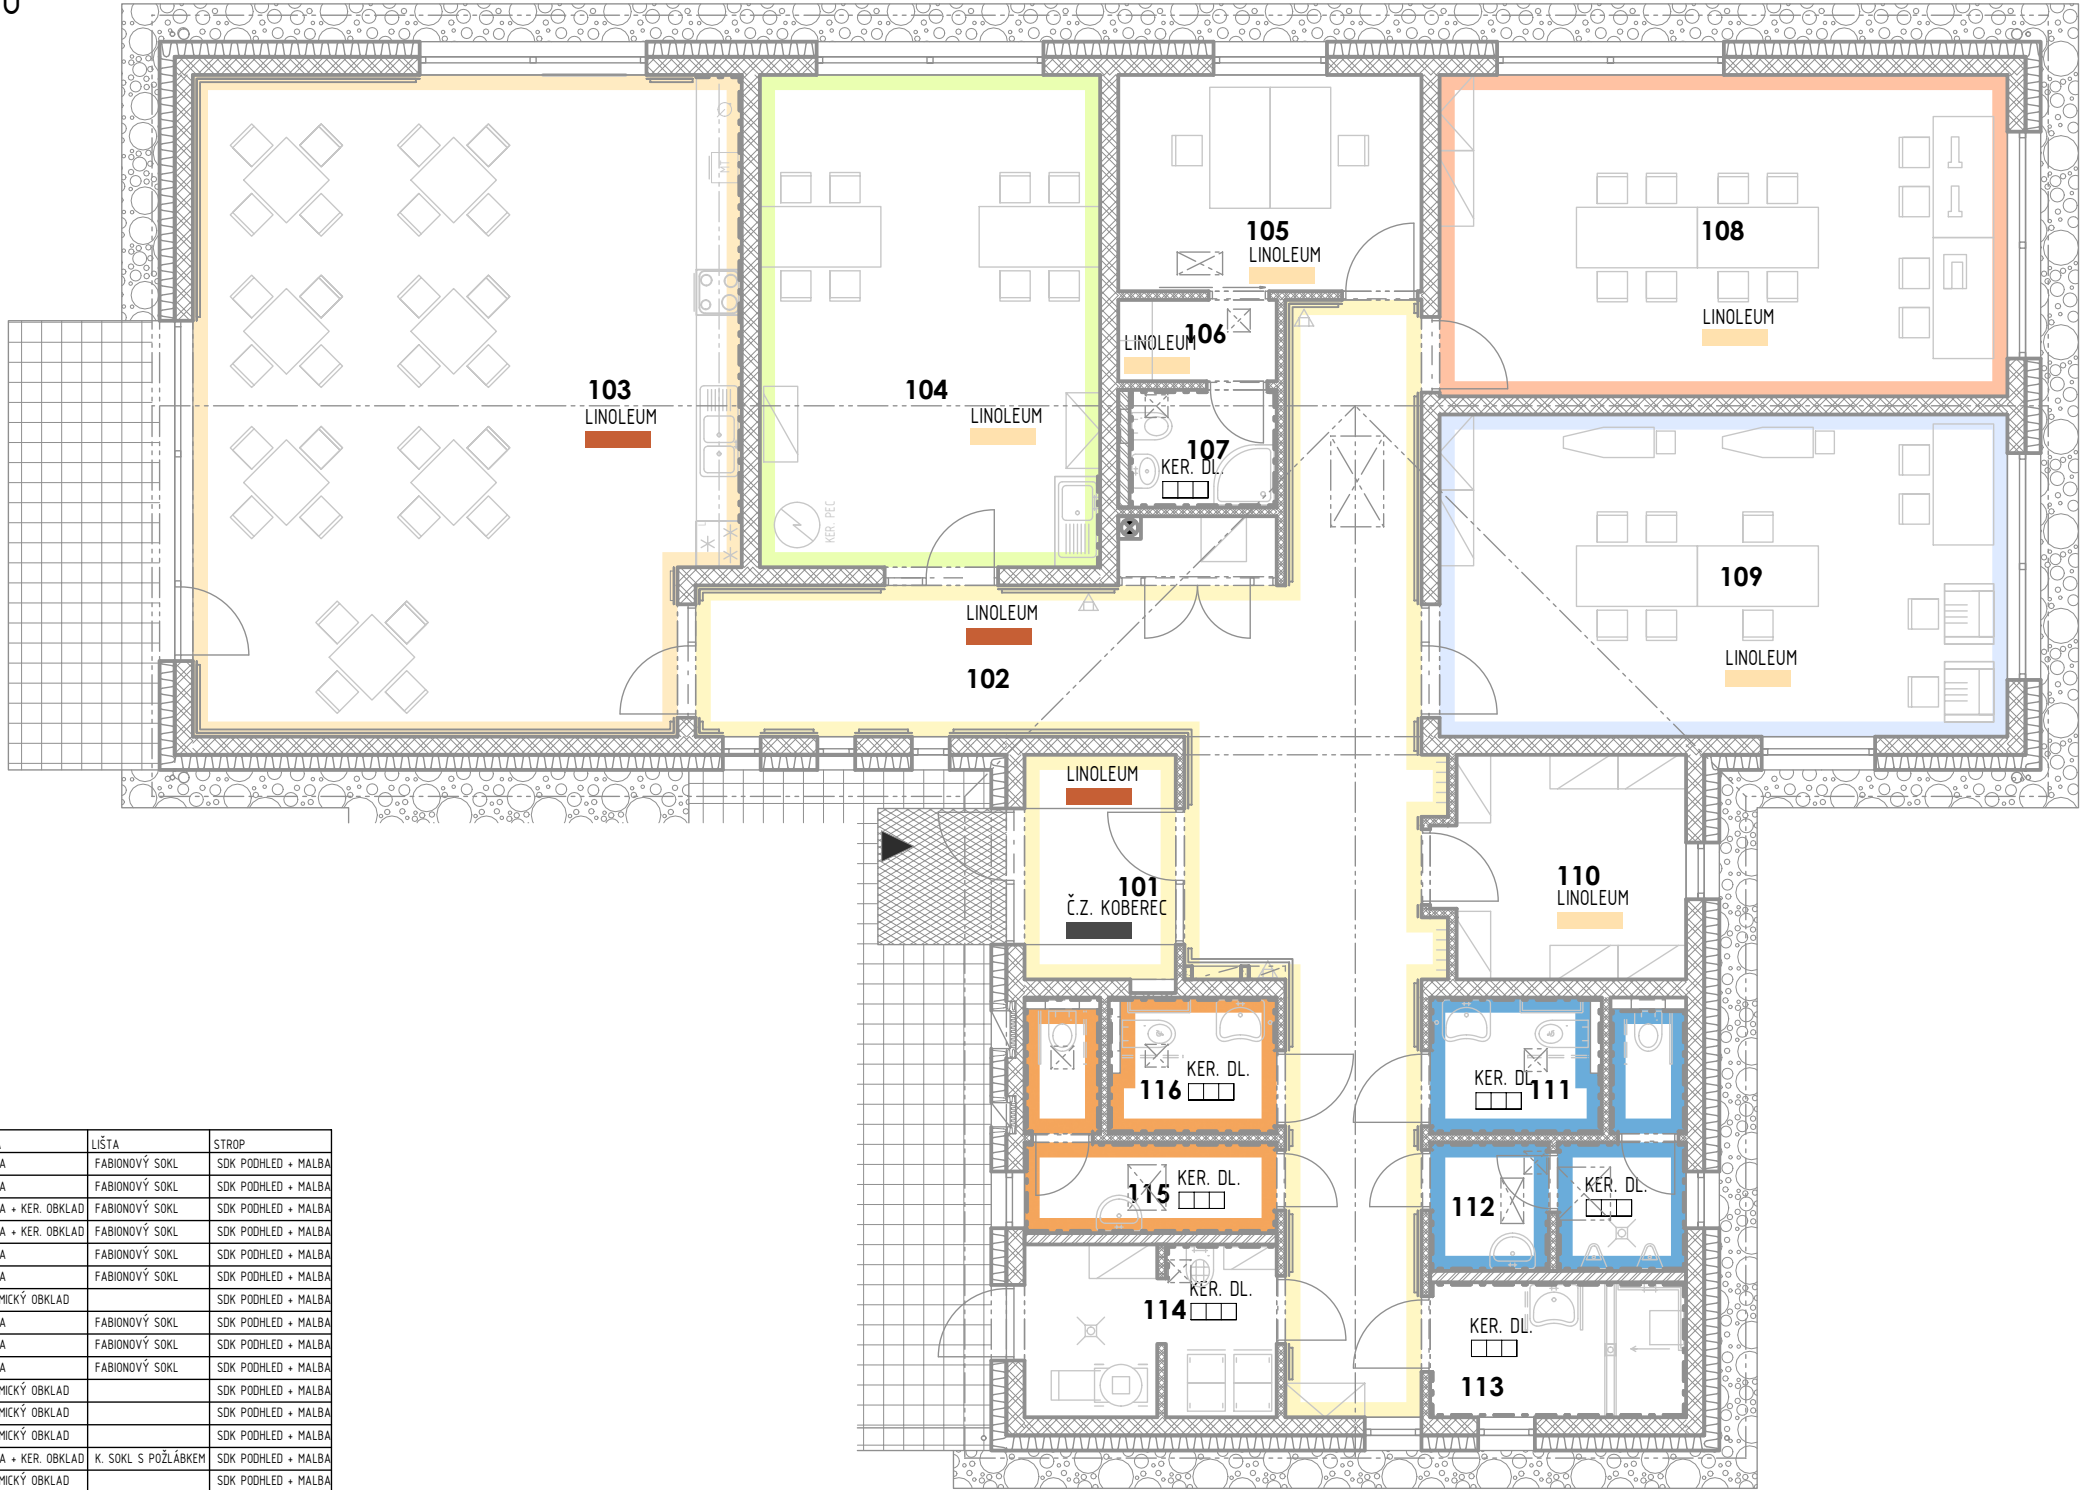 105
LINOLEUM
108
LINOLEUM
106
LINOLEUM
103
LINOLEUM
104
LINOLEUM
MT
107
KER. DL.
KER. PEC
109
LINOLEUM
LINOLEUM
102
LINOLEUM
101
Č.Z. KOBEREC
110
LINOLEUM
KER. DL.
116
KER. DL.
111
KER. DL.
115
112
KER. DL.
KER. DL.
114
KER. DL.
113
LIŠTA STROP
A FABIONOVÝ SOKL SDK PODHLED + MALBA
A FABIONOVÝ SOKL SDK PODHLED + MALBA
A + KER. OBKLAD FABIONOVÝ SOKL SDK PODHLED + MALBA
A + KER. OBKLAD FABIONOVÝ SOKL SDK PODHLED + MALBA
A FABIONOVÝ SOKL SDK PODHLED + MALBA
A FABIONOVÝ SOKL SDK PODHLED + MALBA
MICKÝ OBKLAD SDK PODHLED + MALBA
A FABIONOVÝ SOKL SDK PODHLED + MALBA
A FABIONOVÝ SOKL SDK PODHLED + MALBA
A FABIONOVÝ SOKL SDK PODHLED + MALBA
MICKÝ OBKLAD SDK PODHLED + MALBA
MICKÝ OBKLAD SDK PODHLED + MALBA
MICKÝ OBKLAD SDK PODHLED + MALBA
A + KER. OBKLAD K. SOKL S POŽLÁBKEM SDK PODHLED + MALBA
MICKÝ OBKLAD SDK PODHLED + MALBA